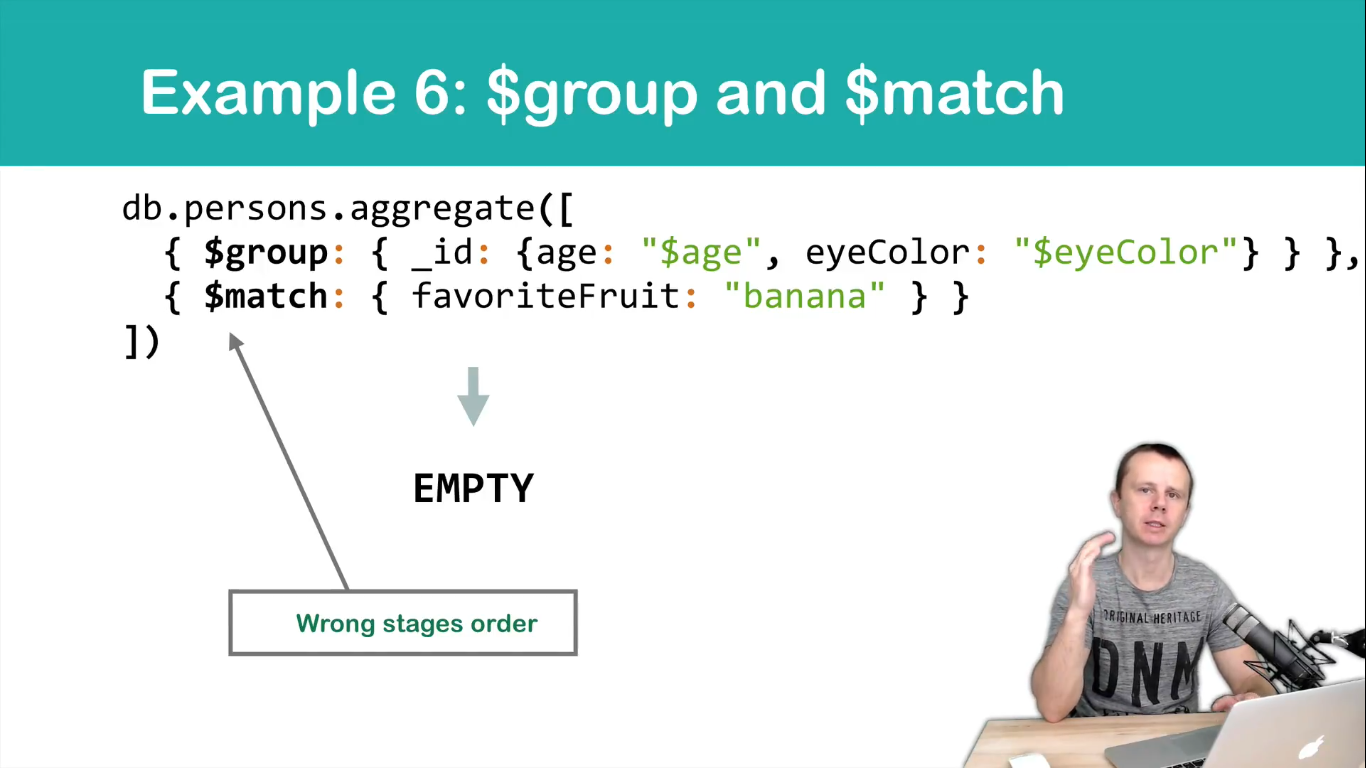 Example 6: $group and $match
db.persons.aggregate([
{ $group: { _id: {age: "$age", eyeColor: "$eyeColor"} } },
{ $match: { favoriteFruit: "banana" } }
])
EMPTY
Wrong stages order
ORIGINAL HERITAGE
DNM